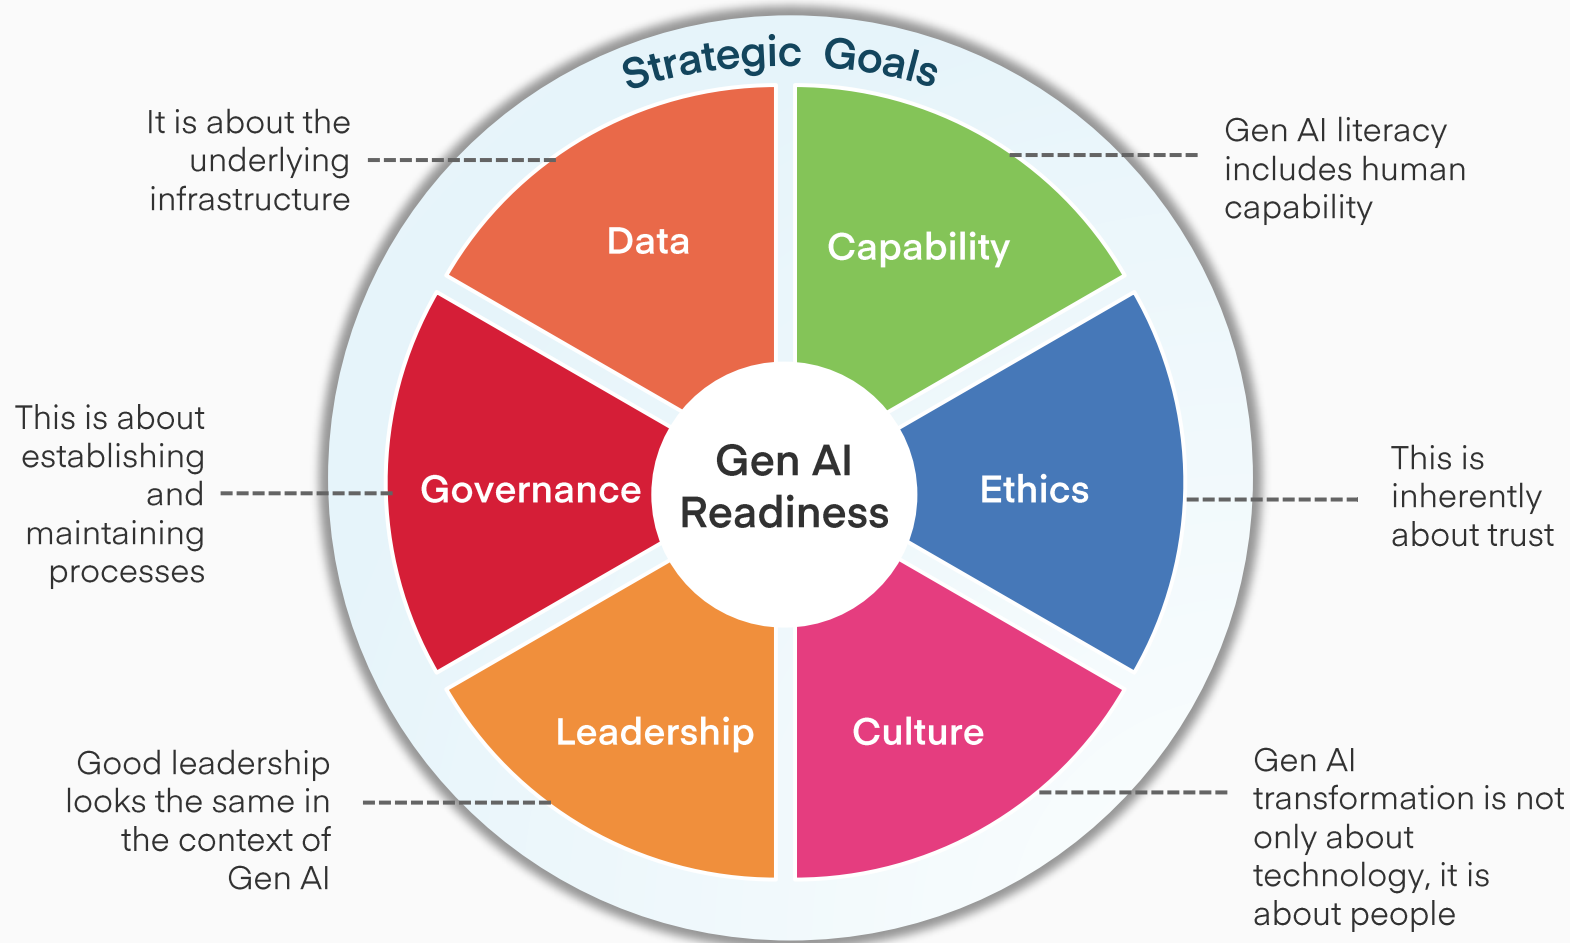 Strategic Goals
It is about the
underlying
infrastructure
Gen AI literacy
includes human
capability
Data
Capability
This is about
establishing
and
maintaining
processes
Governance
Gen AI
Readiness
Ethics
This is
inherently
about trust
Leadership
Culture
Good leadership
looks the same in
the context of
Gen AI
Gen AI
transformation is not
only about
technology, it is
about people